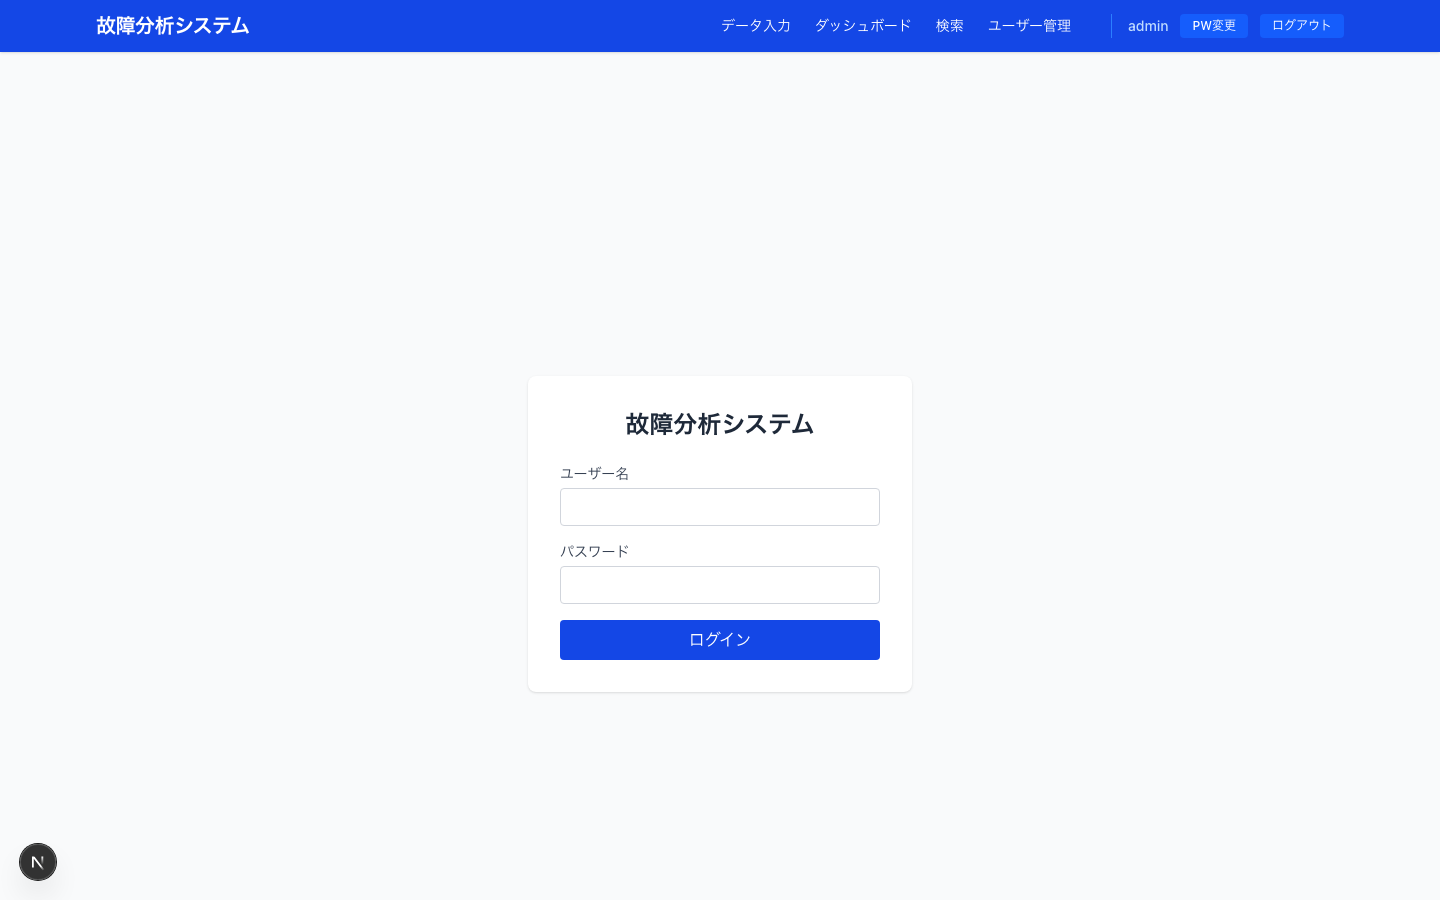 故障分析システム
データ入力 ダッシュボード 検索 ユーザー管理 admin PW変更 ログアウト
故障分析システム
ユーザー名
パスワード
ログイン
N